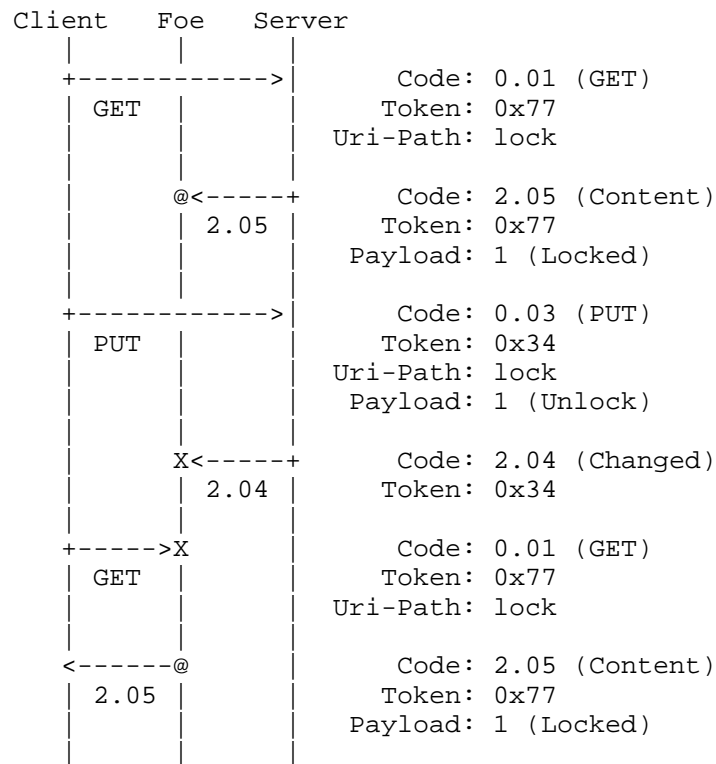 Client Foe Server
| | |
+------------>| Code: 0.01 (GET)
| GET | | Token: 0x77
| | | Uri-Path: lock
| | |
| @<-----+ Code: 2.05 (Content)
| | 2.05 | Token: 0x77
| | | Payload: 1 (Locked)
| | |
+------------>| Code: 0.03 (PUT)
| PUT | | Token: 0x34
| | | Uri-Path: lock
| | | Payload: 1 (Unlock)
| | |
| X<-----+ Code: 2.04 (Changed)
| | 2.04 | Token: 0x34
| | |
+----->X | Code: 0.01 (GET)
| GET | | Token: 0x77
| | | Uri-Path: lock
| | |
<------@ | Code: 2.05 (Content)
| 2.05 | | Token: 0x77
| | | Payload: 1 (Locked)
| | |